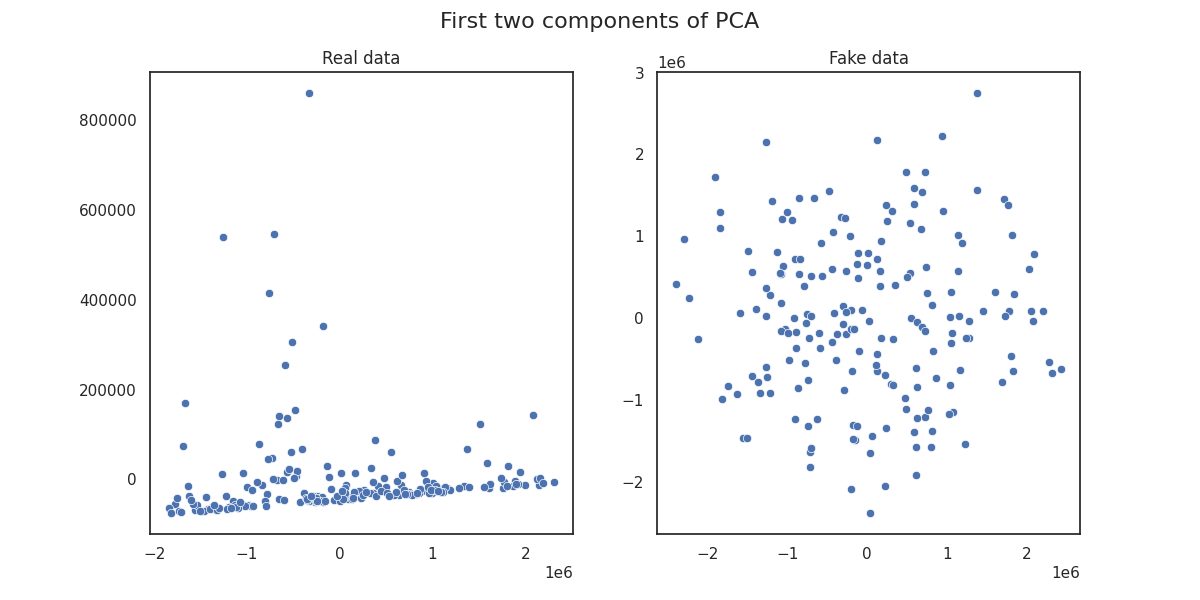 First two components of PCA
Real data
800000
600000
400000
200000
0
−2 −1 0 1 2
1e6
Fake data
1e6
3
2
1
0
−1
−2
−2 −1 0 1 2
1e6